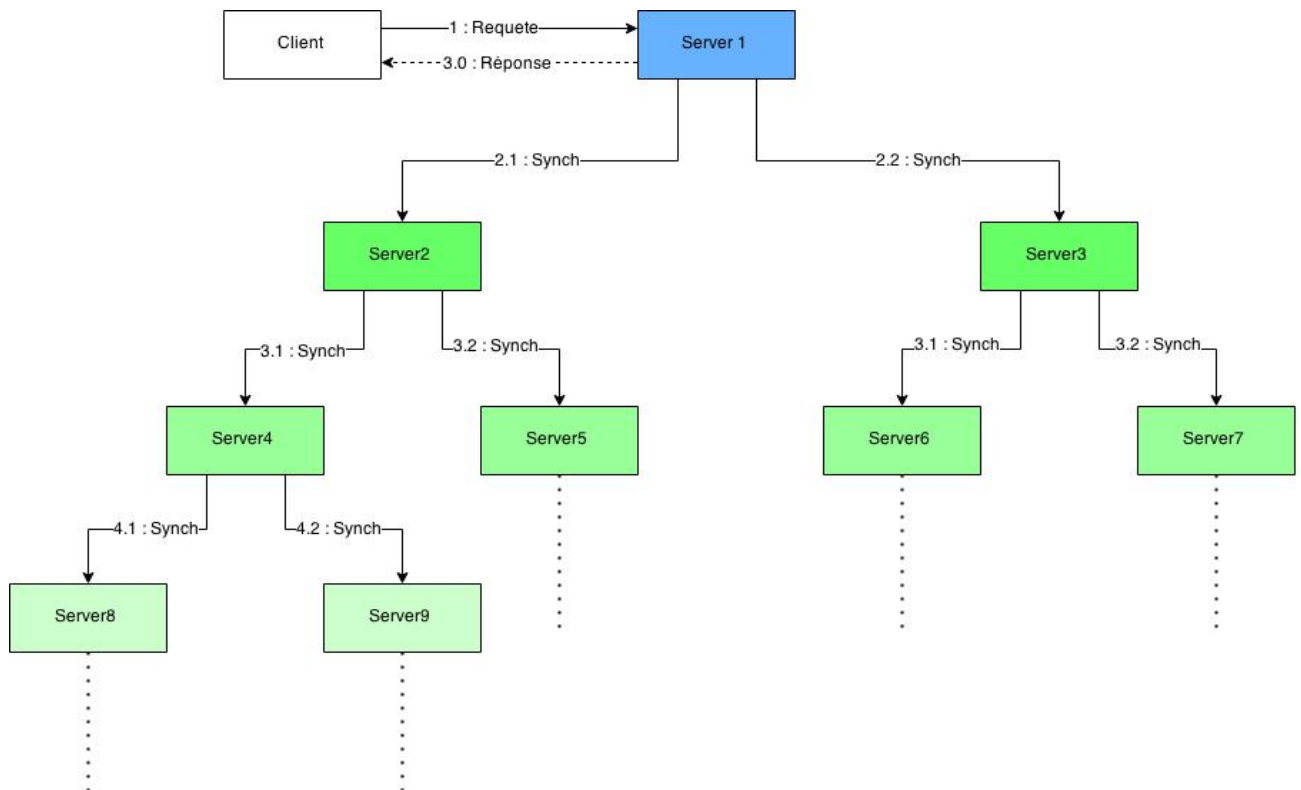 Client
1 : Requete
Server 1
3.0 : Rèponse
2.1 : Synch
2.2 : Synch
Server2
Server3
3.1 : Synch
3.2 : Synch
3.1 : Synch
3.2 : Synch
Server4
Server5
Server6
Server7
4.1 : Synch
4.2 : Synch
Server8
Server9